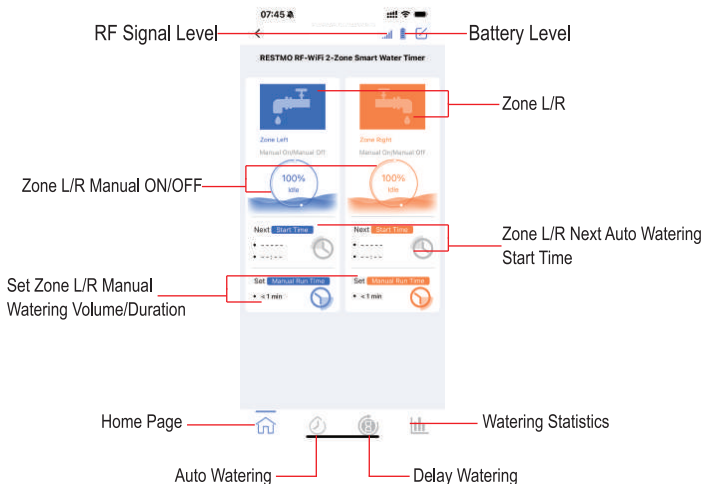 07:45
RF Signal Level
Battery Level
RESTMO RF-WiFi 2-Zone Smart Water Timer
Zone L/R
Zone Left
Zone Right
Manual On/Manual Off
Manual On/Manual Off
Zone L/R Manual ON/OFF
100%
Idle
100%
Idle
Next Start Time
Next Start Time
• -----
• --:--
• -----
• --:--
Zone L/R Next Auto Watering
Start Time
Set Zone L/R Manual
Watering Volume/Duration
Set Manual Run Time
Set Manual Run Time
• <1 min
• <1 min
Home Page
Watering Statistics
Auto Watering
Delay Watering